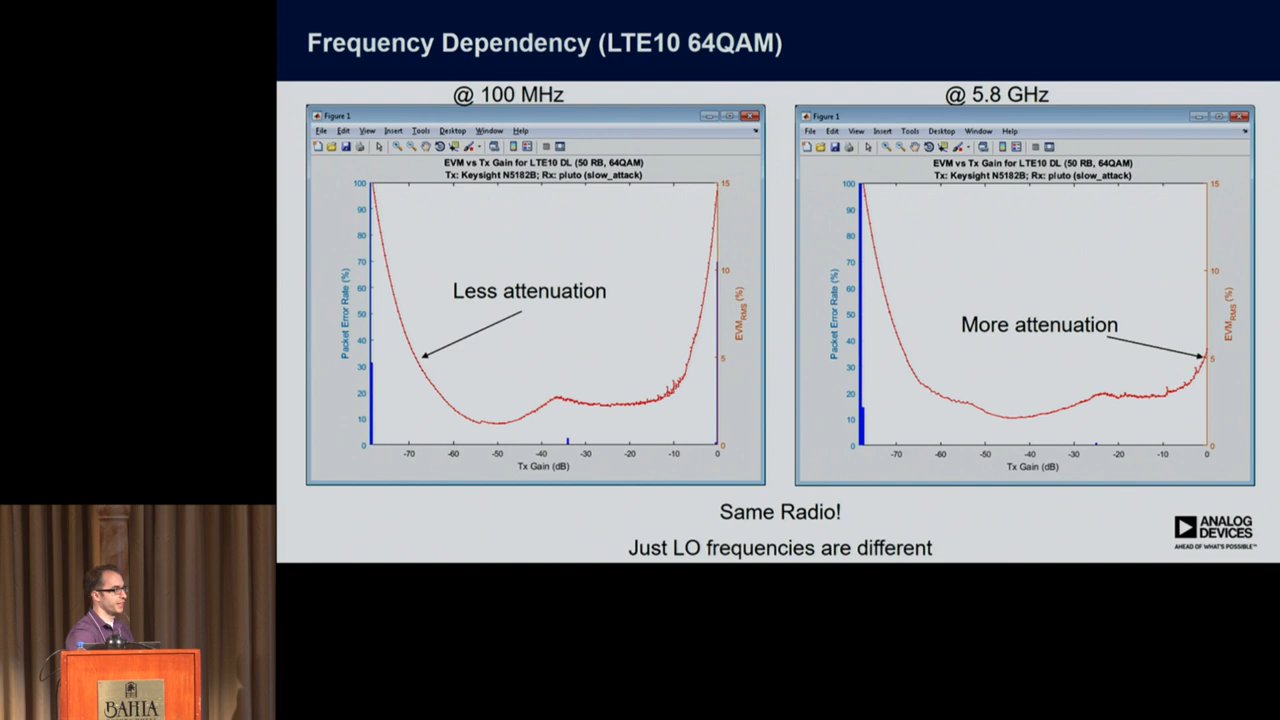 Frequency Dependency (LTE10 64QAM)
@ 100 MHz
@ 5.8 GHz
Figure 1
File Edit View Insert Tools Desktop Window Help
EVM vs Tx Gain for LTE10 DL (50 RB, 64QAM)
Tx: Keysight N5182B; Rx: pluto (slow_attack)
Packet Error Rate (%)
100
90
80
70
60
50
40
30
20
10
0
15
10
5
0
EVMRMS (%)
Less attenuation
-70 -60 -50 -40 -30 -20 -10 0
Tx Gain (dB)
Figure 1
File Edit View Insert Tools Desktop Window Help
EVM vs Tx Gain for LTE10 DL (50 RB, 64QAM)
Tx: Keysight N5182B; Rx: pluto (slow_attack)
Packet Error Rate (%)
100
90
80
70
60
50
40
30
20
10
0
15
10
5
0
EVMRMS (%)
More attenuation
-70 -60 -50 -40 -30 -20 -10 0
Tx Gain (dB)
Same Radio!
Just LO frequencies are different
ANALOG
DEVICES
AHEAD OF WHAT'S POSSIBLE™
BAHIA